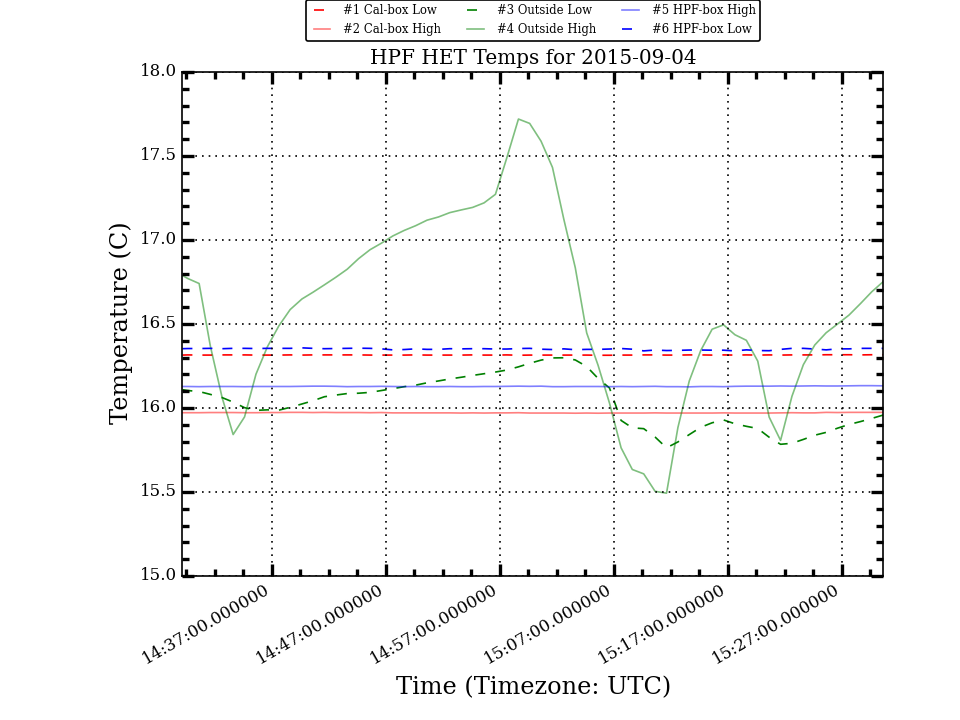 #1 Cal-box Low #3 Outside Low #5 HPF-box High
#2 Cal-box High #4 Outside High #6 HPF-box Low
HPF HET Temps for 2015-09-04
18.0
17.5
17.0
16.5
16.0
15.5
15.0
Temperature (C)
14:37:00.000000 14:47:00.000000 14:57:00.000000 15:07:00.000000 15:17:00.000000 15:27:00.000000
Time (Timezone: UTC)